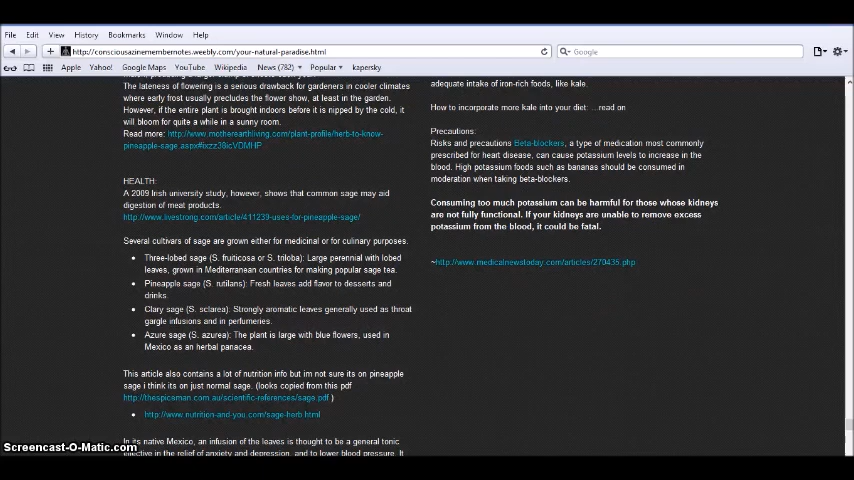 File Edit View History Bookmarks Window Help
http://consciousazinemembernotes.weebly.com/your-natural-paradise.html
Google
Apple Yahoo! Google Maps YouTube Wikipedia News (782) Popular kapersky
The lateness of flowering is a serious drawback for gardeners in cooler climates
where early frost usually precludes the flower show, at least in the garden.
However, if the entire plant is brought indoors before it is nipped by the cold, it
will bloom for quite a while in a sunny room.
Read more: http://www.motherearthliving.com/plant-profile/herb-to-know-
pineapple-sage.aspx#ixzz38icVDMHP
HEALTH:
A 2009 Irish university study, however, shows that common sage may aid
digestion of meat products.
http://www.livestrong.com/article/411239-uses-for-pineapple-sage/
Several cultivars of sage are grown either for medicinal or for culinary purposes.
• Three-lobed sage (S. fruiticosa or S. triloba): Large perennial with lobed
leaves, grown in Mediterranean countries for making popular sage tea.
• Pineapple sage (S. rutilans): Fresh leaves add flavor to desserts and
drinks.
• Clary sage (S. sclarea): Strongly aromatic leaves generally used as throat
gargle infusions and in perfumeries.
• Azure sage (S. azurea): The plant is large with blue flowers, used in
Mexico as an herbal panacea.
This article also contains a lot of nutrition info but im not sure its on pineapple
sage i think its on just normal sage. (looks copied from this pdf
http://thespiceman.com.au/scientific-references/sage.pdf )
• http://www.nutrition-and-you.com/sage-herb.html
In its native Mexico, an infusion of the leaves is thought to be a general tonic
effective in the relief of anxiety and depression, and to lower blood pressure. It
adequate intake of iron-rich foods, like kale.
How to incorporate more kale into your diet: ...read on
Precautions:
Risks and precautions Beta-blockers, a type of medication most commonly
prescribed for heart disease, can cause potassium levels to increase in the
blood. High potassium foods such as bananas should be consumed in
moderation when taking beta-blockers.
Consuming too much potassium can be harmful for those whose kidneys
are not fully functional. If your kidneys are unable to remove excess
potassium from the blood, it could be fatal.
~http://www.medicalnewstoday.com/articles/270435.php
Screencast-O-Matic.com